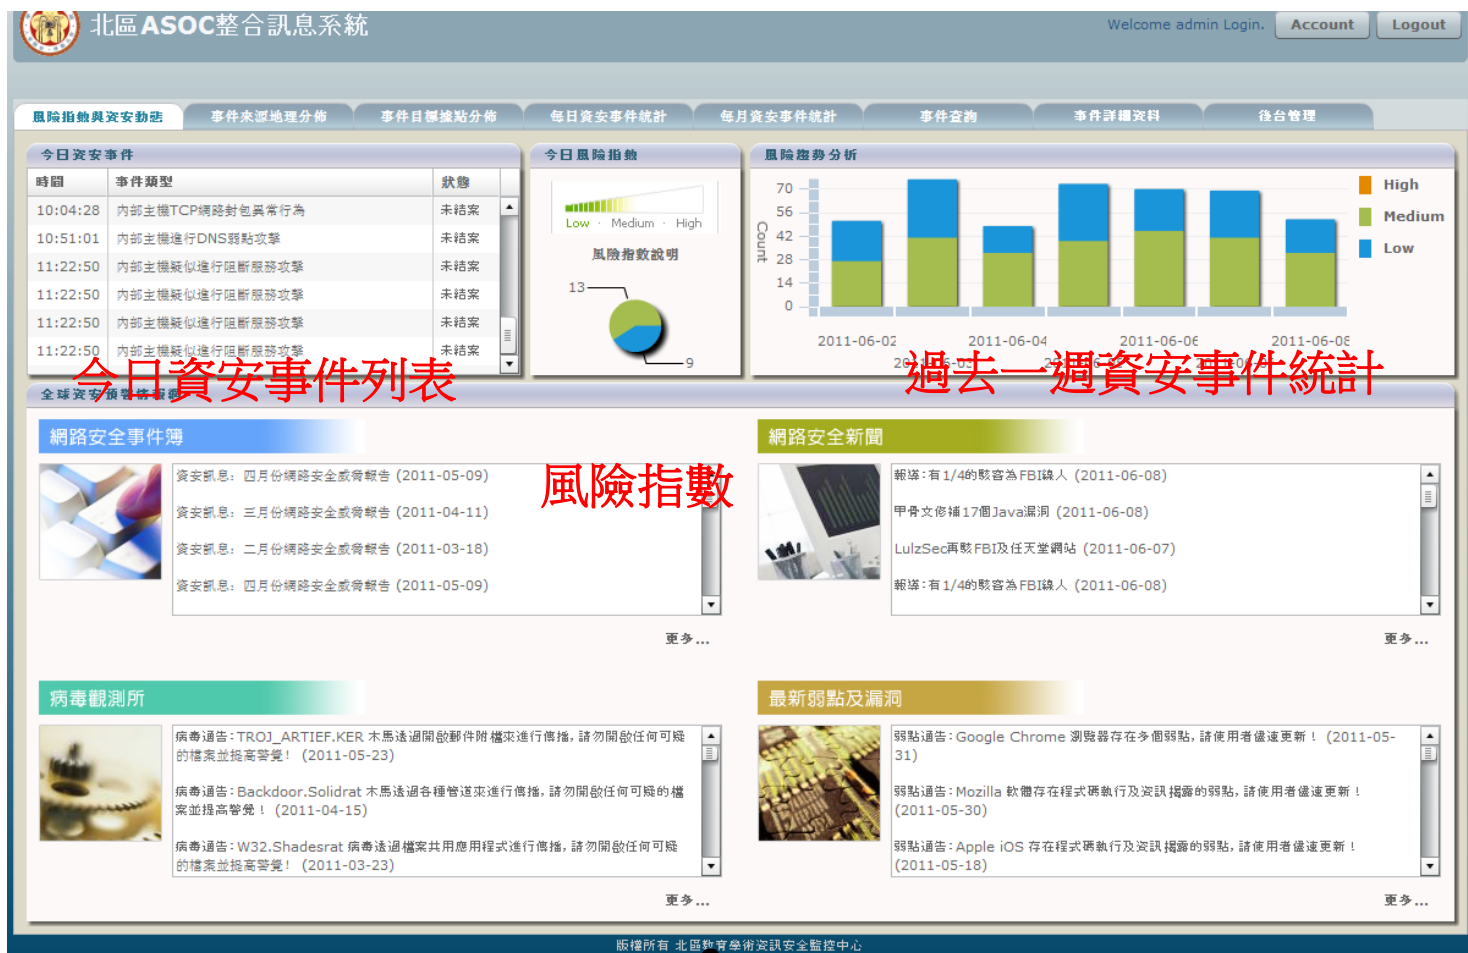 北區ASOC整合訊息系統
Welcome admin Login. Account Logout
風險指數與資安動態 事件來源地理分佈 事件目標據點分佈 每日資安事件統計 每月資安事件統計 事件查詢 事件詳細資料 後台管理
今日資安事件
時間 事件類型 狀態
10:04:28 內部主機TCP網路封包異常行為 未結案
10:51:01 內部主機進行DNS弱點攻擊 未結案
11:22:50 內部主機疑似進行阻斷服務攻擊 未結案
11:22:50 內部主機疑似進行阻斷服務攻擊 未結案
11:22:50 內部主機疑似進行阻斷服務攻擊 未結案
11:22:50 內部主機疑似進行阻斷服務攻擊 未結案
今日資安事件列表
今日風險指數
Low · Medium · High
風險指數說明
13
9
風險指數
風險趨勢分析
Count
70
56
42
28
14
0
2011-06-02 2011-06-04 2011-06-06 2011-06-08
High
Medium
Low
過去一週資安事件統計
全球資安預警情報網
網路安全事件簿
資安訊息: 四月份網路安全威脅報告 (2011-05-09)
資安訊息: 三月份網路安全威脅報告 (2011-04-11)
資安訊息: 二月份網路安全威脅報告 (2011-03-18)
資安訊息: 四月份網路安全威脅報告 (2011-05-09)
更多...
網路安全新聞
報導:有1/4的駭客為FBI線人 (2011-06-08)
甲骨文修補17個Java漏洞 (2011-06-08)
LulzSec再駭FBI及任天堂網站 (2011-06-07)
報導:有1/4的駭客為FBI線人 (2011-06-08)
更多...
病毒觀測所
病毒通告:TROJ_ARTIEF.KER 木馬透過開啟郵件附檔來進行傳播,請勿開啟任何可疑
的檔案並提高警覺! (2011-05-23)
病毒通告:Backdoor.Solidrat 木馬透過各種管道來進行傳播,請勿開啟任何可疑的檔
案並提高警覺! (2011-04-15)
病毒通告:W32.Shadesrat 病毒透過檔案共用應用程式進行傳播,請勿開啟任何可疑
的檔案並提高警覺! (2011-03-23)
更多...
最新弱點及漏洞
弱點通告:Google Chrome 瀏覽器存在多個弱點,請使用者儘速更新! (2011-05-
31)
弱點通告:Mozilla 軟體存在程式碼執行及資訊揭露的弱點,請使用者儘速更新!
(2011-05-30)
弱點通告:Apple iOS 存在程式碼執行及資訊揭露的弱點,請使用者儘速更新!
(2011-05-18)
更多...
版權所有 北區教育學術資訊安全監控中心